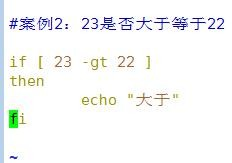 #案例2：23是否大于等于22
if [ 23 -gt 22 ]
then
        echo "大于"
fi
~